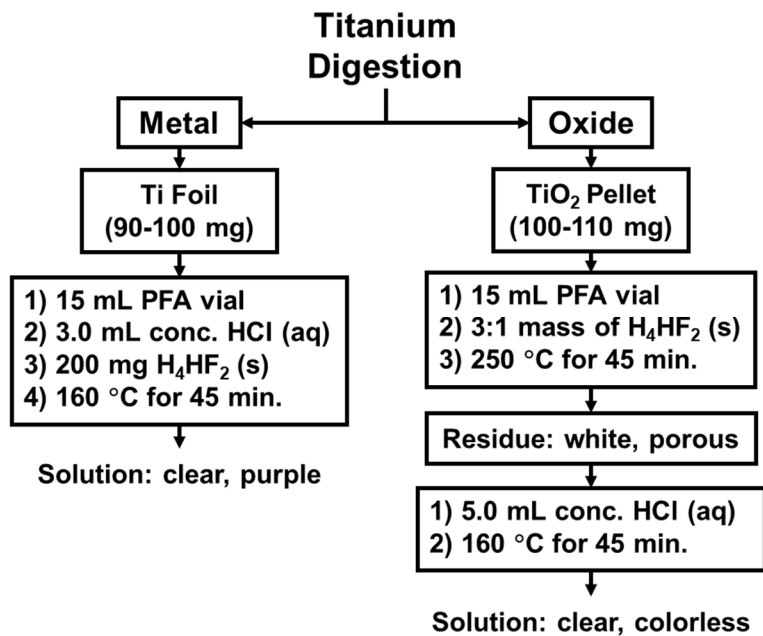 Titanium
Digestion
Metal
Oxide
Ti Foil
(90-100 mg)
TiO₂ Pellet
(100-110 mg)
1) 15 mL PFA vial
2) 3.0 mL conc. HCl (aq)
3) 200 mg H₄HF₂ (s)
4) 160 °C for 45 min.
1) 15 mL PFA vial
2) 3:1 mass of H₄HF₂ (s)
3) 250 °C for 45 min.
Solution: clear, purple
Residue: white, porous
1) 5.0 mL conc. HCl (aq)
2) 160 °C for 45 min.
Solution: clear, colorless